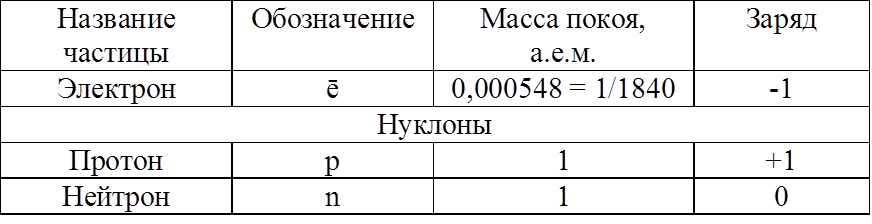 Название Обозначение Масса покоя, Заряд
частицы а.е.м.
Электрон ē 0,000548 = 1/1840 -1
Нуклоны
Протон p 1 +1
Нейтрон n 1 0